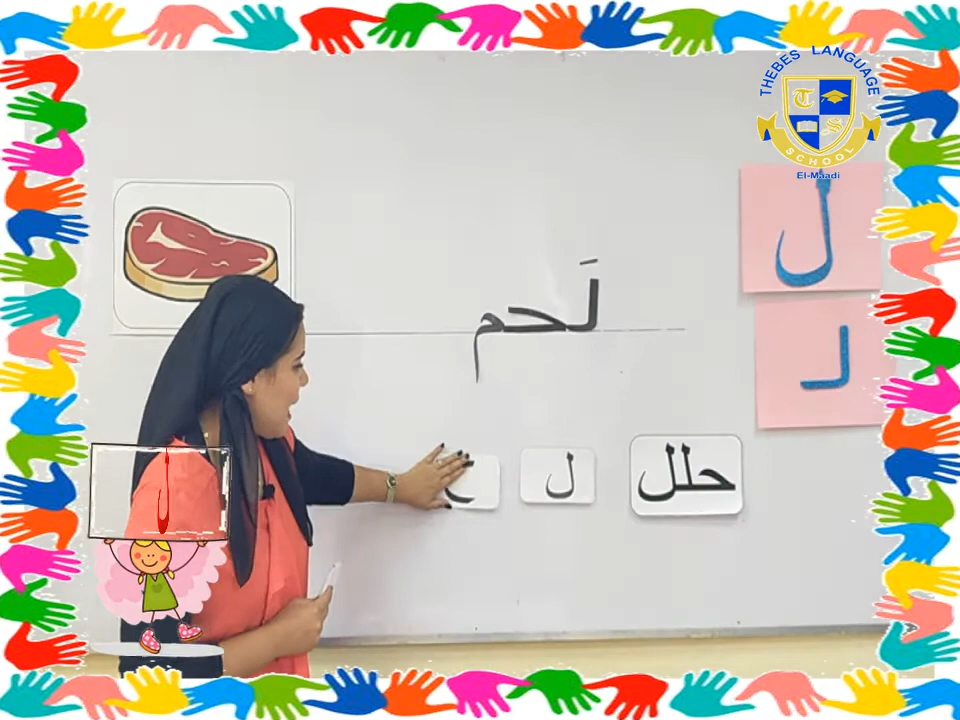 THEBES LANGUAGE
T
S
SCHOOL
El-Maadi
ل
لـ
لَحم
حلل
ل